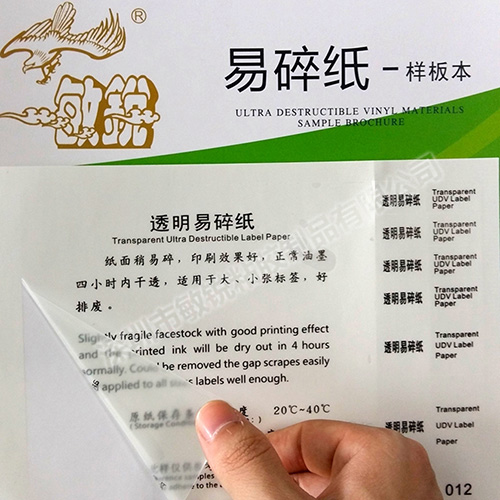 ®
敏锐
易碎纸-样板本
ULTRA DESTRUCTIBLE VINYL MATERIALS
SAMPLE BROCHURE
透明易碎纸
Transparent Ultra Destructible Label Paper
纸面稍易碎，印刷效果好，正常油墨
四小时内干透，适用于大、小张标签，好
排废。
Slightly fragile facestock with good printing effect
and the printed ink will be dry out in 4 hours
normally. Could be removed the gap scrapes easily
applied to all labels well enough.
原纸保存条 度 20℃~40℃
(Storage Condi
透明易碎纸 Transparent UDV Label Paper
透明易碎纸 Transparent UDV Label Paper
透明易碎纸 Transparent UDV Label Paper
透明易碎纸 Transparent UDV Label Paper
透明易碎纸 Transparent UDV Label Paper
透明易碎纸 Transparent UDV Label Paper
012